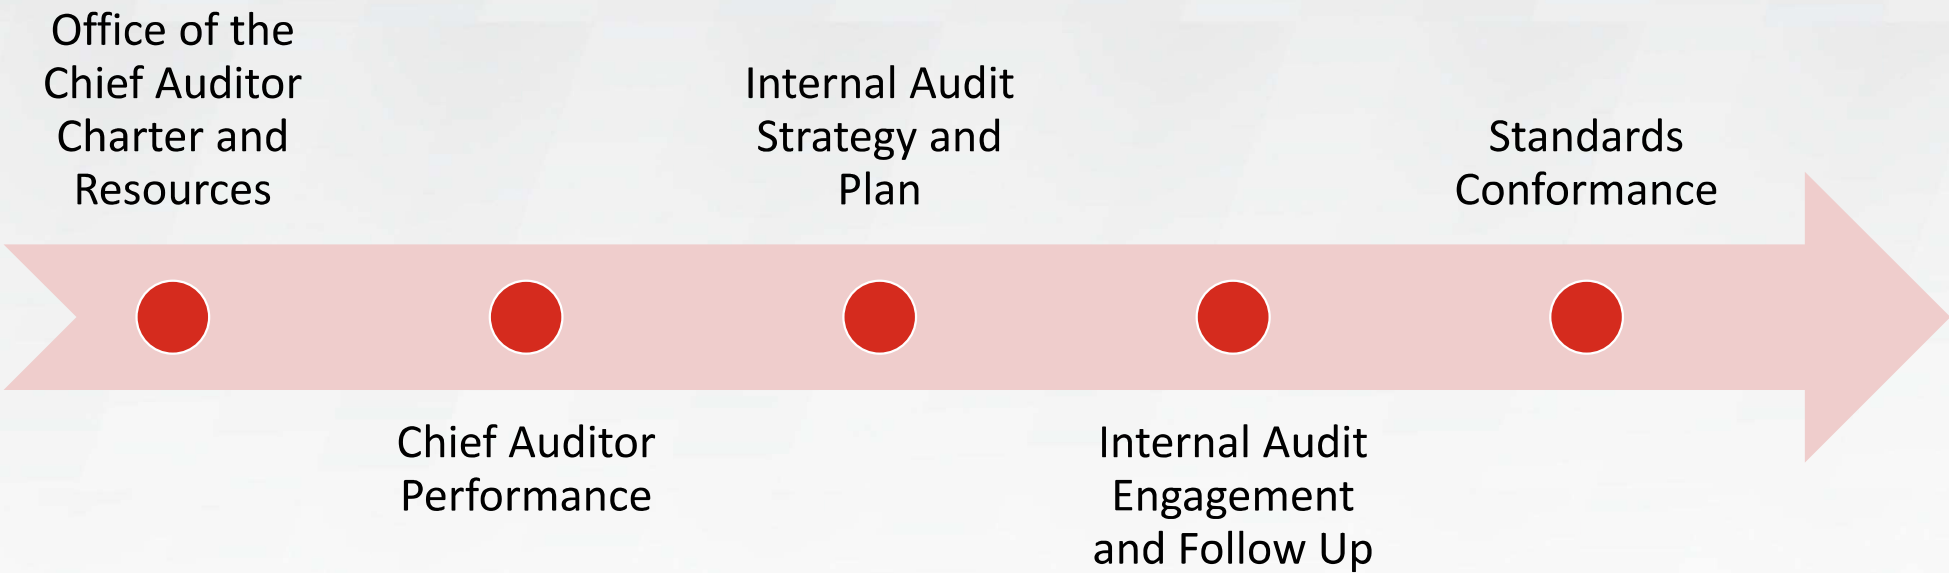 Office of the
Chief Auditor
Charter and
Resources
Chief Auditor
Performance
Internal Audit
Strategy and
Plan
Internal Audit
Engagement
and Follow Up
Standards
Conformance